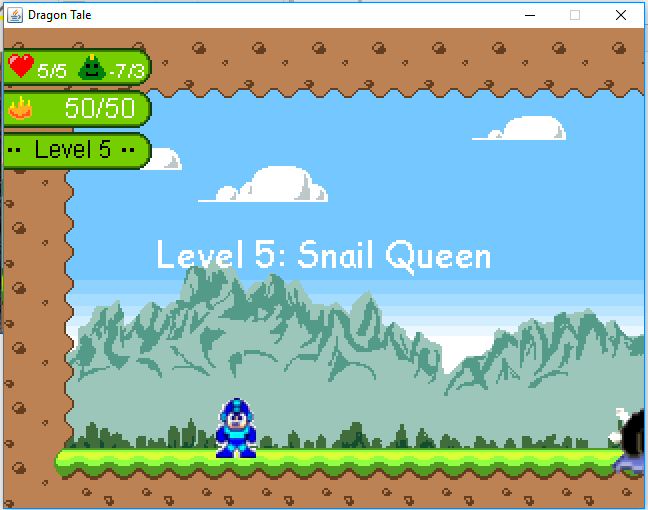 Dragon Tale
5/5 -7/3
50/50
·· Level 5 ··
Level 5: Snail Queen